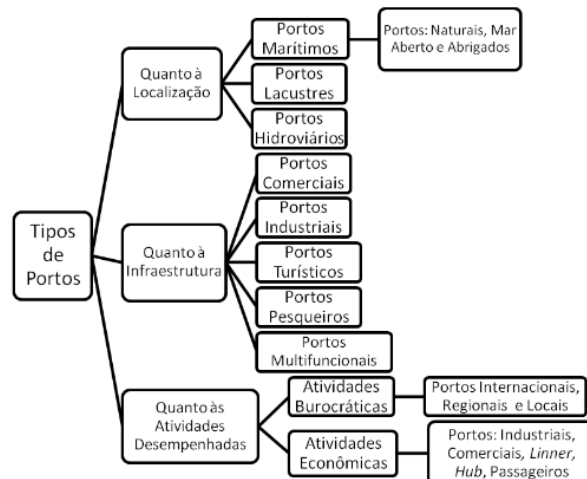 Tipos
de
Portos
Quanto à
Localização
Portos
Marítimos
Portos: Naturais, Mar
Aberto e Abrigados
Portos
Lacustres
Portos
Hidroviários
Quanto à
Infraestrutura
Portos
Comerciais
Portos
Industriais
Portos
Turísticos
Portos
Pesqueiros
Portos
Multifuncionais
Quanto às
Atividades
Desempenhadas
Atividades
Burocráticas
Portos Internacionais,
Regionais e Locais
Atividades
Econômicas
Portos: Industriais,
Comerciais, Linner,
Hub, Passageiros